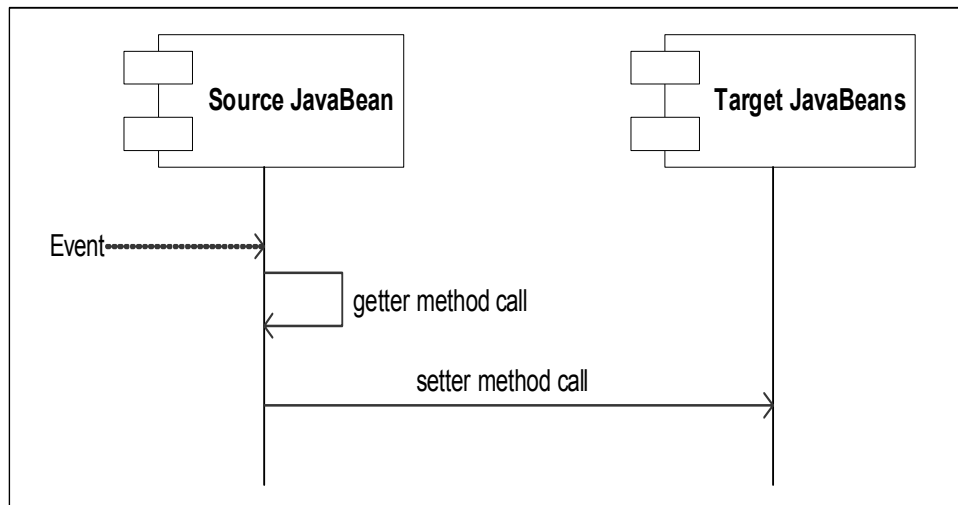 Source JavaBean
Target JavaBeans
Event
getter method call
setter method call